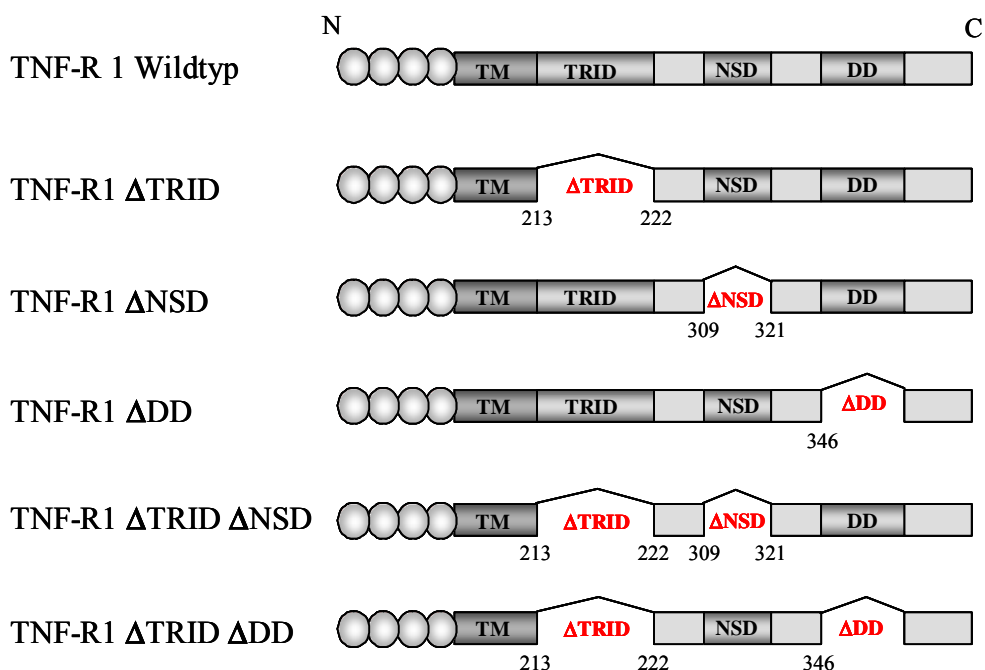 N C
TNF-R 1 Wildtyp TM TRID NSD DD
TNF-R1 ΔTRID TM ΔTRID NSD DD
213 222
TNF-R1 ΔNSD TM TRID ΔNSD DD
309 321
TNF-R1 ΔDD TM TRID NSD ΔDD
346
TNF-R1 ΔTRID ΔNSD TM ΔTRID ΔNSD DD
213 222 309 321
TNF-R1 ΔTRID ΔDD TM ΔTRID NSD ΔDD
213 222 346